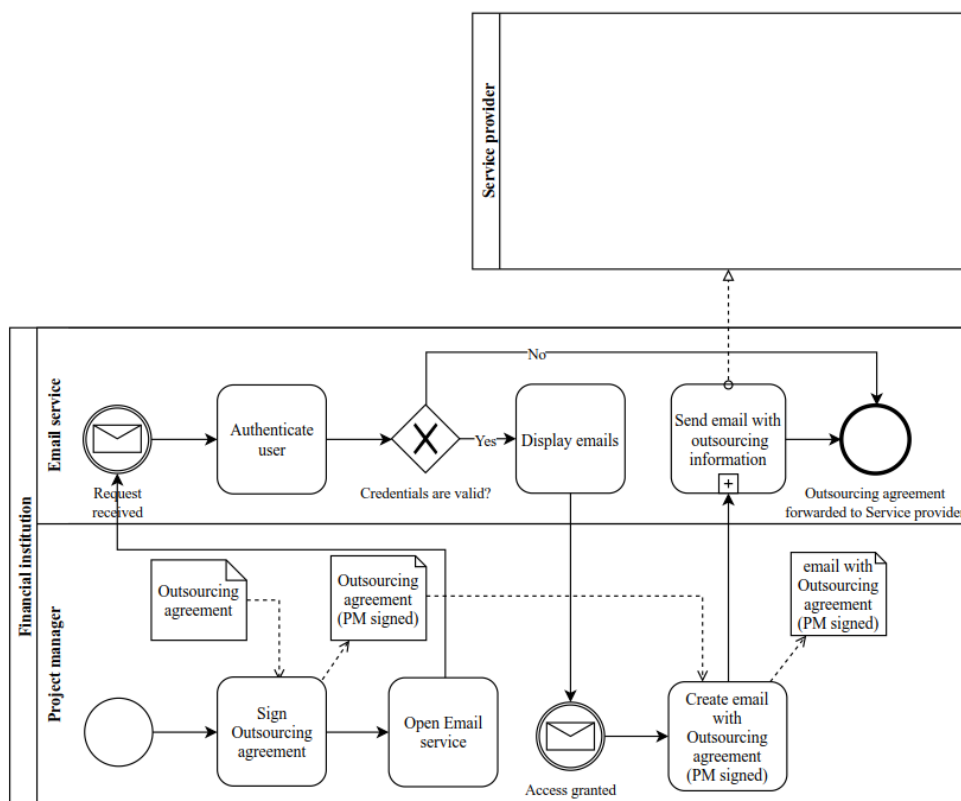 Service provider
Financial institution
Email service
Request
received
Authenticate
user
Credentials are valid?
No
Yes
Display emails
Send email with
outsourcing
information
Outsourcing agreement
forwarded to Service provider
Project manager
Outsourcing
agreement
Outsourcing
agreement
(PM signed)
email with
Outsourcing
agreement
(PM signed)
Sign
Outsourcing
agreement
Open Email
service
Access granted
Create email
with
Outsourcing
agreement
(PM signed)